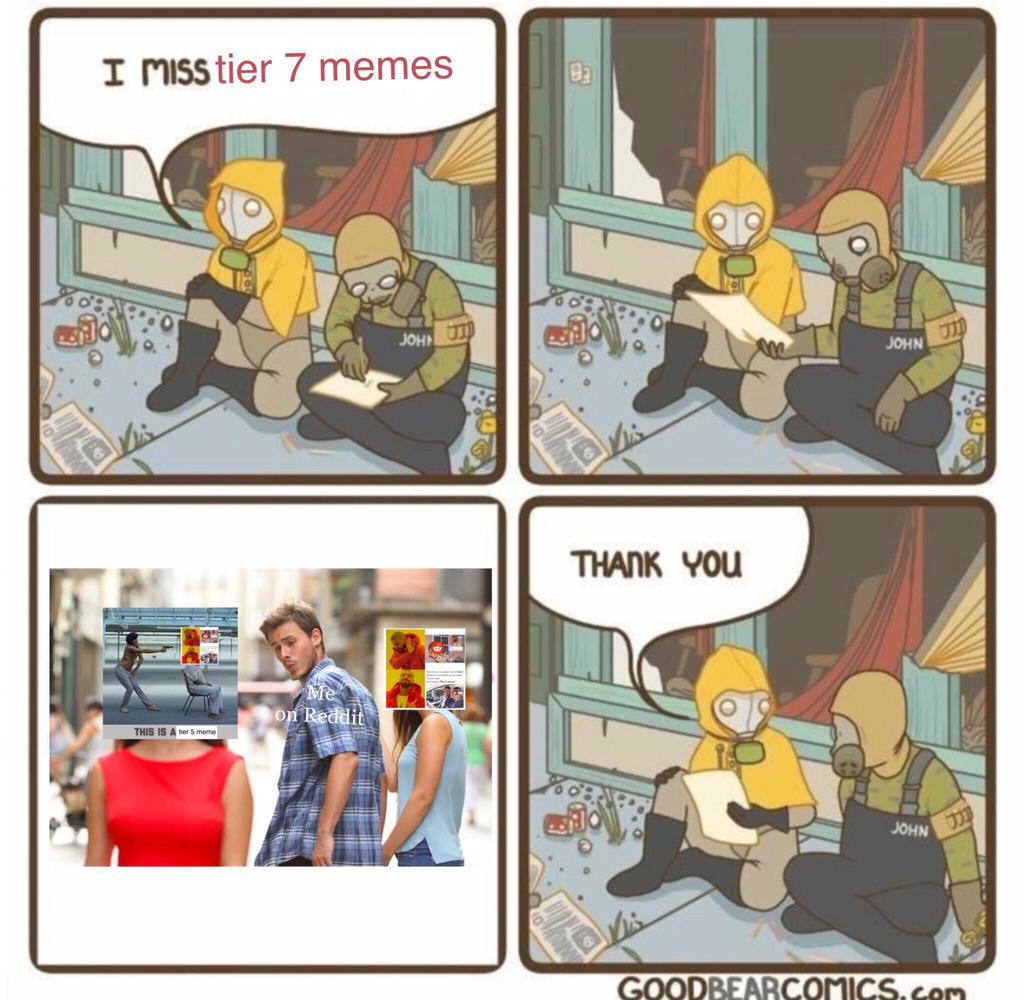 I MISS tier 7 memes
JOHN
JOHN
Me
on Reddit
THIS IS A tier 5 meme
THANK YOU
JOHN
GOODBEARCOMICS.com